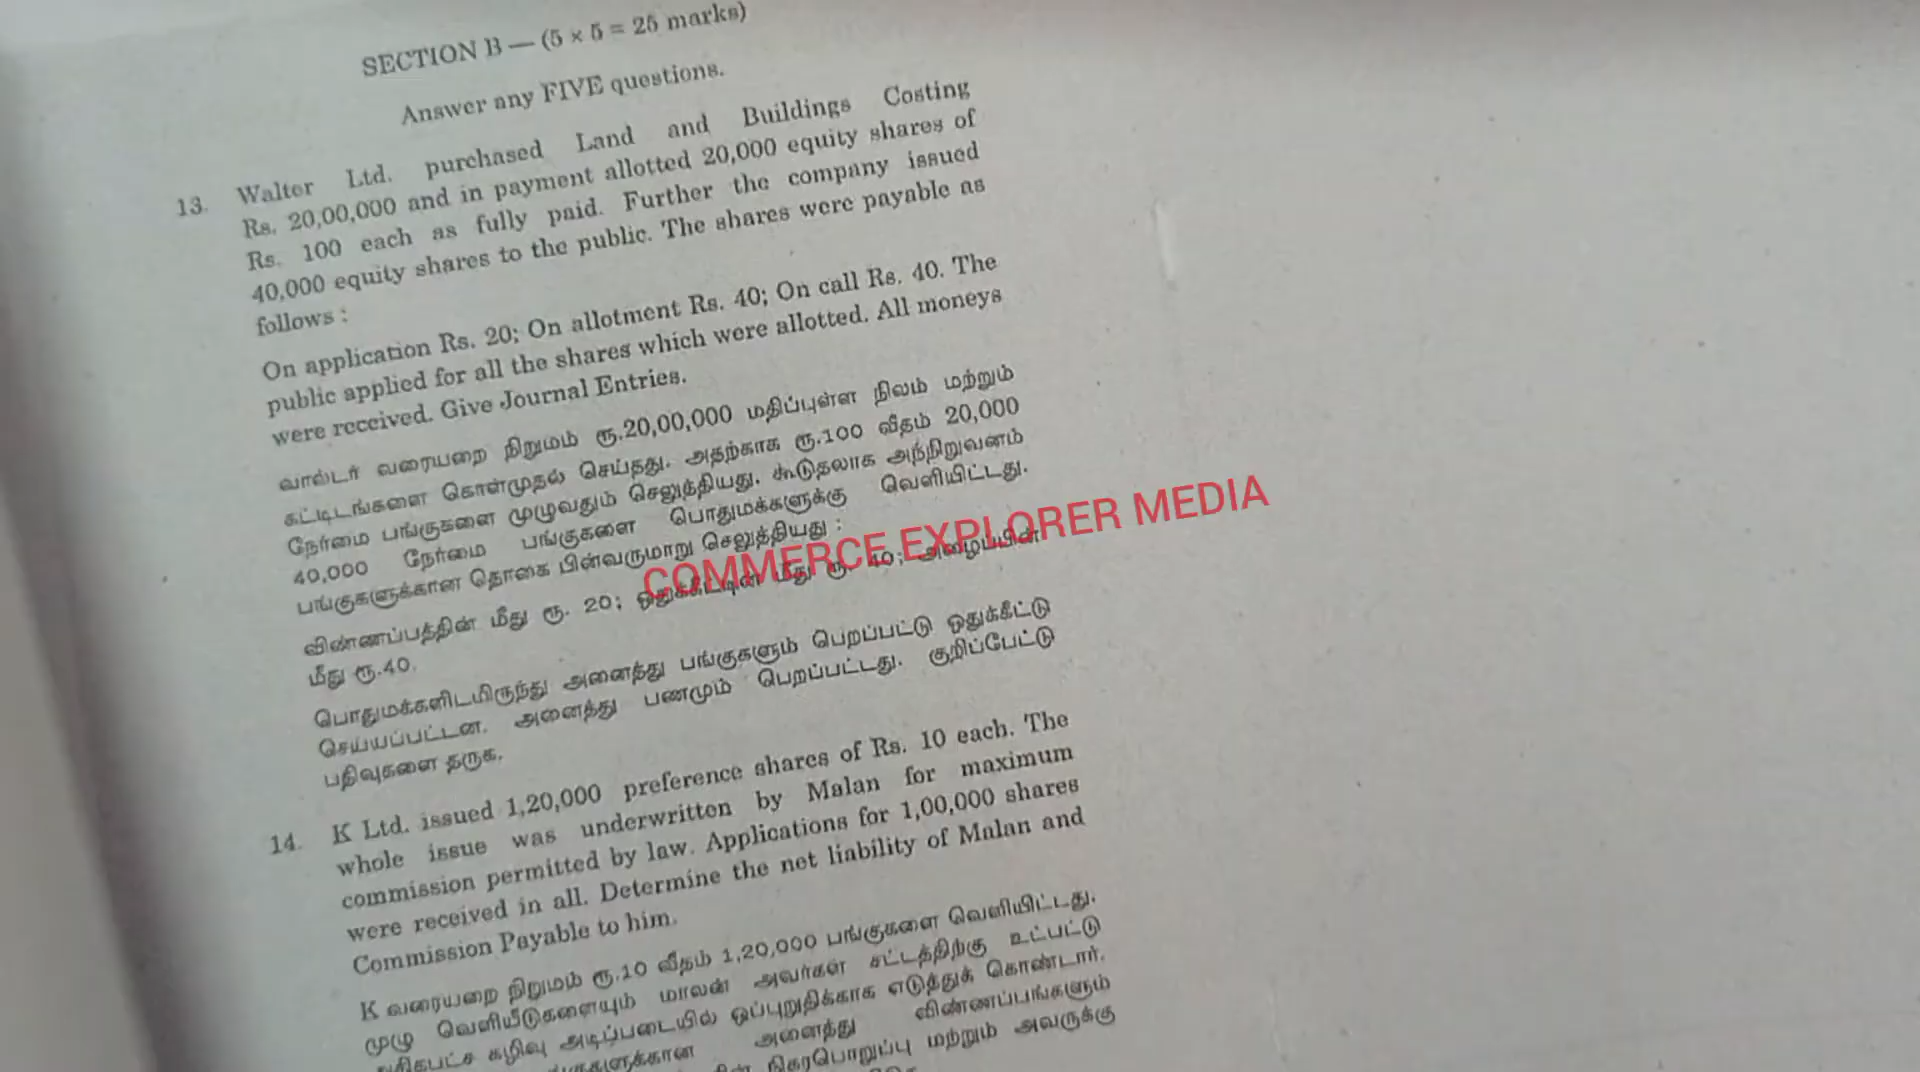 SECTION B — (5 × 5 = 25 marks)
Answer any FIVE questions.
13. Walter Ltd. purchased Land and Buildings Costing
Rs. 20,00,000 and in payment allotted 20,000 equity shares of
Rs. 100 each as fully paid. Further the company issued
40,000 equity shares to the public. The shares were payable as
follows :
On application Rs. 20; On allotment Rs. 40; On call Rs. 40. The
public applied for all the shares which were allotted. All moneys
were received. Give Journal Entries.
வால்டர் வரையறை நிறுமம் ரூ.20,00,000 மதிப்புள்ள நிலம் மற்றும்
கட்டிடங்களை கொள்முதல் செய்தது. அதற்காக ரூ.100 வீதம் 20,000
நேர்மை பங்குகளை முழுவதும் செலுத்தியது. கூடுதலாக அந்நிறுவனம்
40,000 நேர்மை பங்குகளை பொதுமக்களுக்கு வெளியிட்டது.
பங்குகளுக்கான தொகை பின்வருமாறு செலுத்தியது :
விண்ணப்பத்தின் மீது ரூ. 20; ஒதுக்கீட்டின் மீது ரூ. 40; அழைப்பின்
மீது ரூ.40.
பொதுமக்களிடமிருந்து அனைத்து பங்குகளும் பெறப்பட்டு ஒதுக்கீட்டு
செய்யப்பட்டன. அனைத்து பணமும் பெறப்பட்டது. குறிப்பேட்டு
பதிவுகளை தருக.
COMMERCE EXPLORER MEDIA
14. K Ltd. issued 1,20,000 preference shares of Rs. 10 each. The
whole issue was underwritten by Malan for maximum
commission permitted by law. Applications for 1,00,000 shares
were received in all. Determine the net liability of Malan and
Commission Payable to him.
K வரையறை நிறுமம் ரூ.10 வீதம் 1,20,000 பங்குகளை வெளியிட்டது.
முழு வெளியீடுகளையும் மாலன் அவர்கள் சட்டத்திற்கு உட்பட்டு
கழிவு அடிப்படையில் ஒப்புறுதிக்காக எடுத்துக் கொண்டார்.
அனைத்து விண்ணப்பங்களும்
நிகரபொறுப்பு மற்றும் அவருக்கு